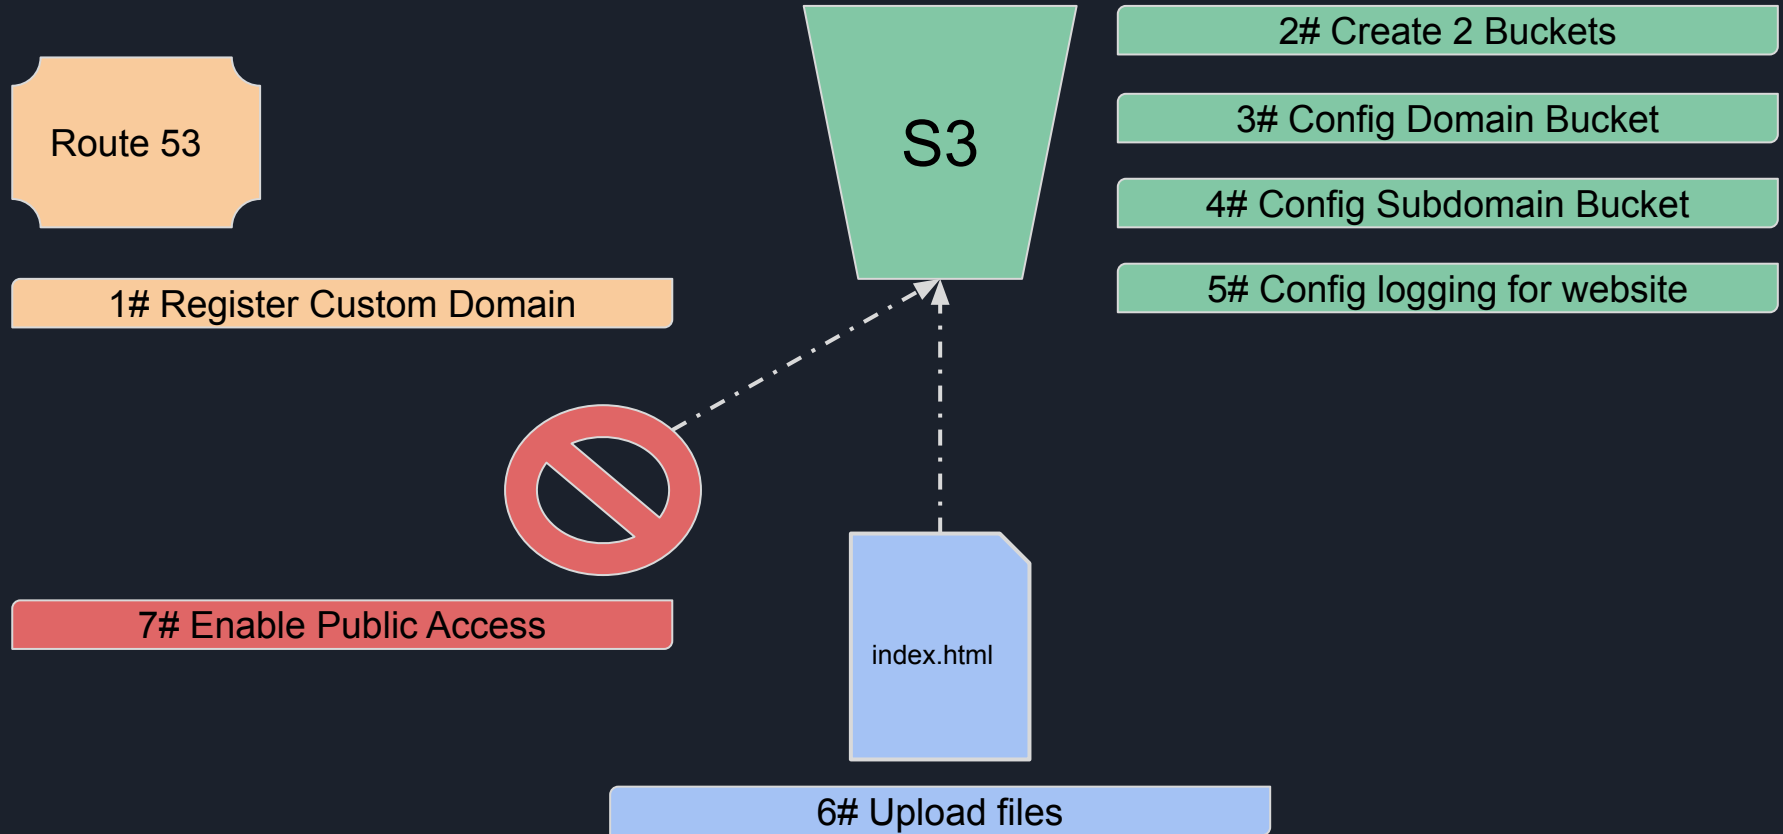 Route 53
1# Register Custom Domain
S3
2# Create 2 Buckets
3# Config Domain Bucket
4# Config Subdomain Bucket
5# Config logging for website
index.html
6# Upload files
7# Enable Public Access